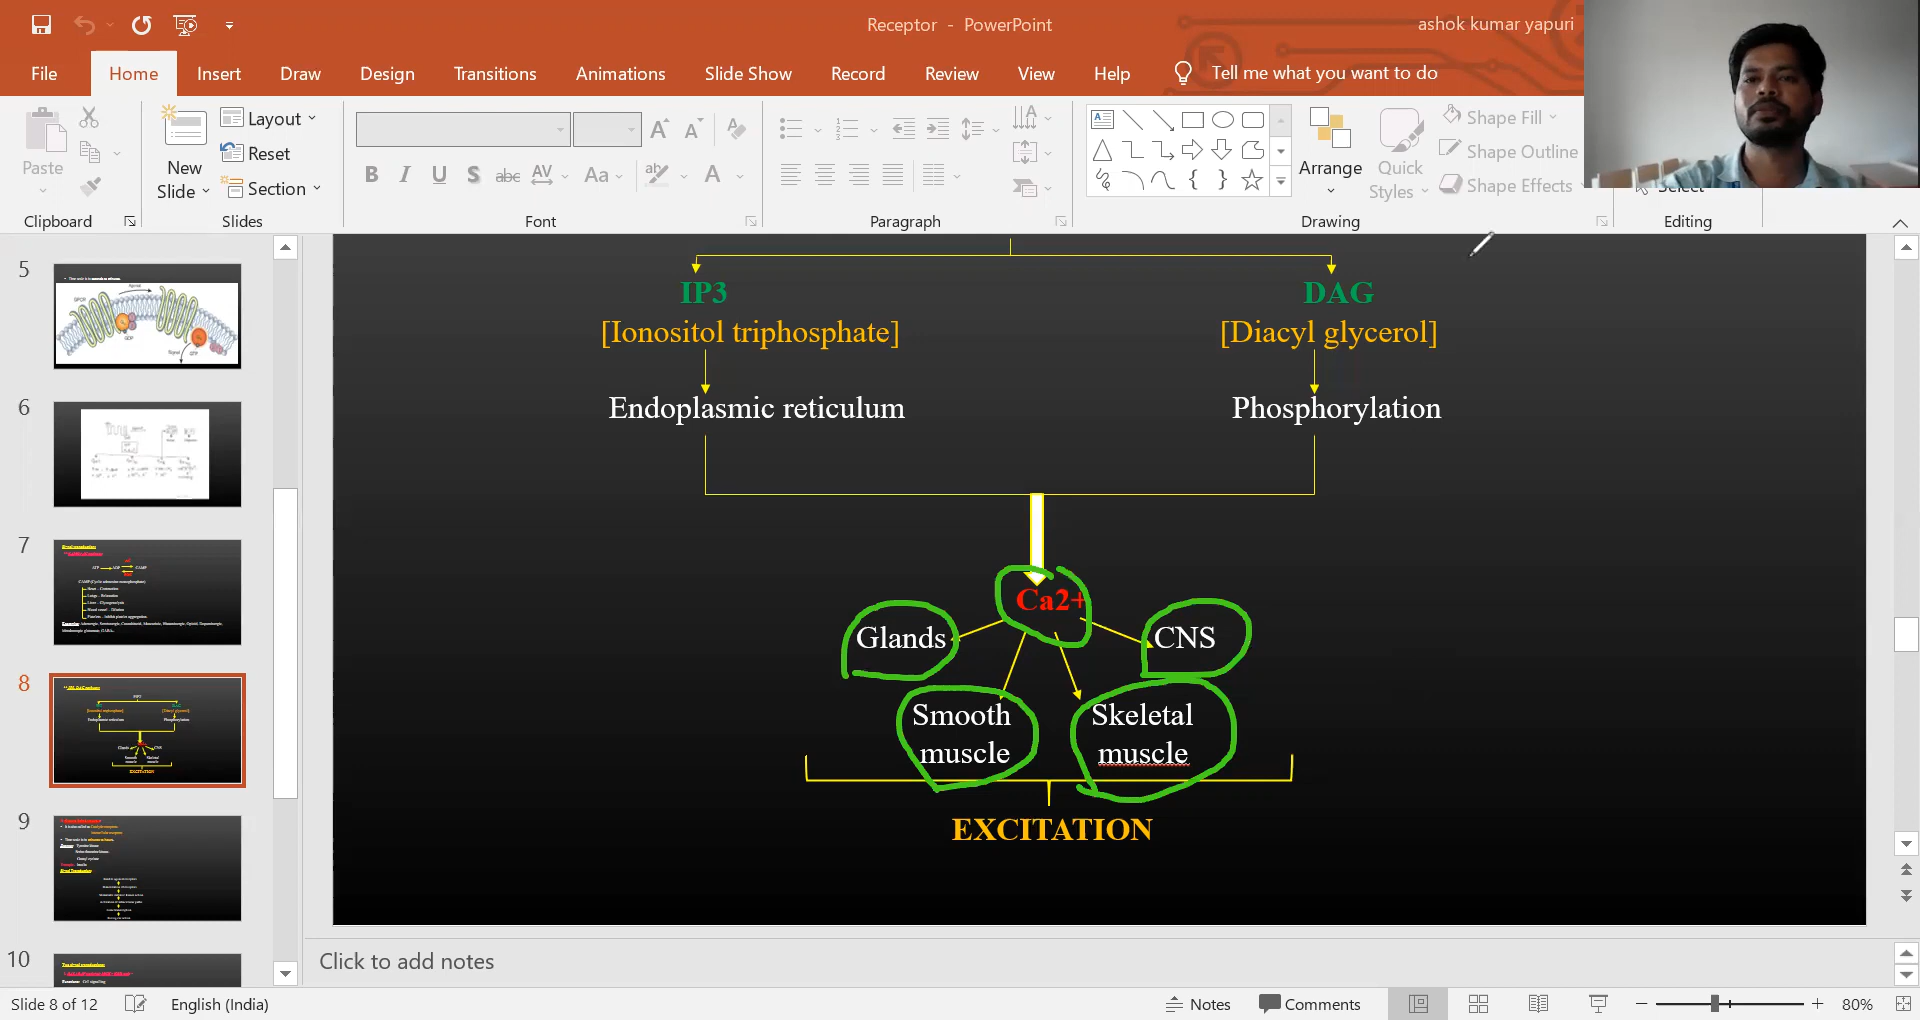 Receptor - PowerPoint
ashok kumar yapuri
File Home Insert Draw Design Transitions Animations Slide Show Record Review View Help Tell me what you want to do
Paste
New Slide
Layout
Reset
Section
B I U S abc AV Aa A
Arrange
Quick Styles
Shape Fill
Shape Outline
Shape Effects
Select
Clipboard Slides Font Paragraph Drawing Editing
5
6
7
8
9
10
IP3
[Ionositol triphosphate]
Endoplasmic reticulum
DAG
[Diacyl glycerol]
Phosphorylation
Ca2+
Glands
CNS
Smooth
muscle
Skeletal
muscle
EXCITATION
Click to add notes
Slide 8 of 12 English (India) Notes Comments 80%